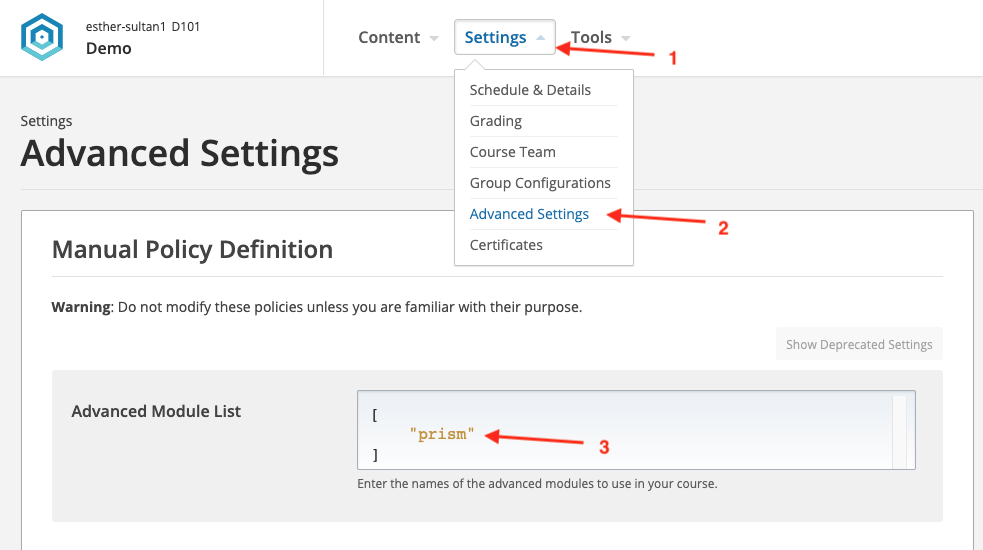 esther-sultan1 D101
Demo
Content
Settings
Tools
1
Schedule & Details
Grading
Course Team
Group Configurations
Advanced Settings
2
Certificates
Settings
Advanced Settings
Manual Policy Definition
Warning: Do not modify these policies unless you are familiar with their purpose.
Show Deprecated Settings
Advanced Module List
[
"prism"
3
]
Enter the names of the advanced modules to use in your course.